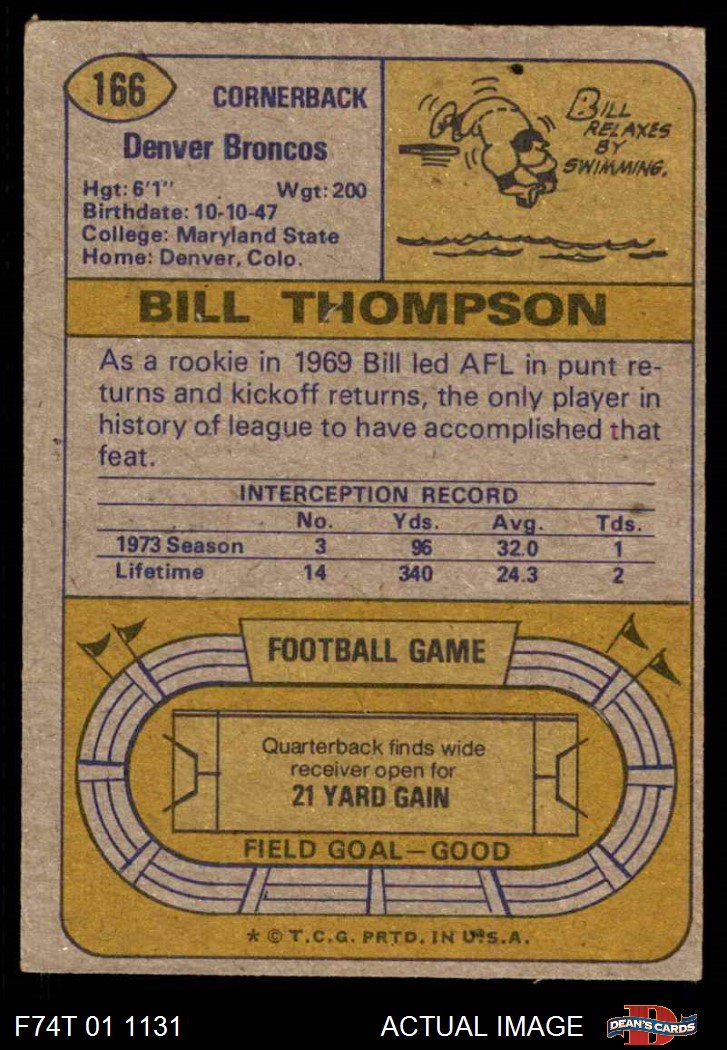 166
CORNERBACK
Denver Broncos
Hgt: 6'1" Wgt: 200
Birthdate: 10-10-47
College: Maryland State
Home: Denver, Colo.
BILL
RELAXES
BY
SWIMMING.
BILL THOMPSON
As a rookie in 1969 Bill led AFL in punt re-
turns and kickoff returns, the only player in
history of league to have accomplished that
feat.
INTERCEPTION RECORD
No. Yds. Avg. Tds.
1973 Season 3 96 32.0 1
Lifetime 14 340 24.3 2
FOOTBALL GAME
Quarterback finds wide
receiver open for
21 YARD GAIN
FIELD GOAL—GOOD
* © T.C.G. PRTD. IN U.S.A.
F74T 01 1131 ACTUAL IMAGE D DEAN'S CARDS